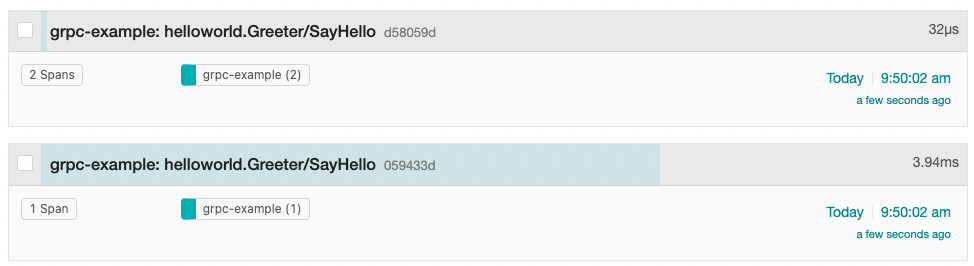 grpc-example: helloworld.Greeter/SayHello d58059d 32μs
2 Spans grpc-example (2) Today 9:50:02 am
a few seconds ago
grpc-example: helloworld.Greeter/SayHello 059433d 3.94ms
1 Span grpc-example (1) Today 9:50:02 am
a few seconds ago